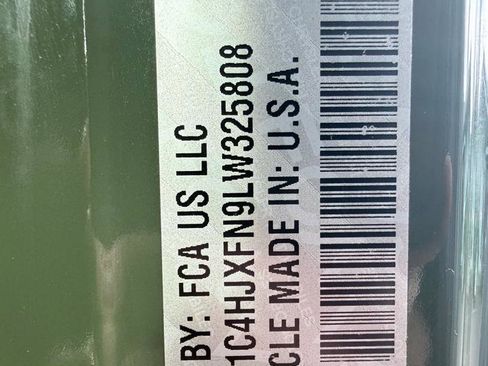 BY: FCA US LLC
1C4HJXFN9LW325808
CLE MADE IN: U.S.A.